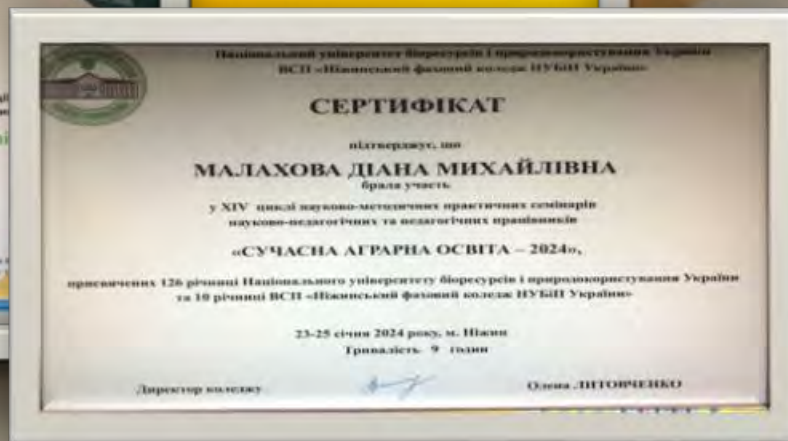 Національний університет біоресурсів і природокористування України
ВСП «Ніжинський фаховий коледж НУБіП України»
СЕРТИФІКАТ
підтверджує, що
МАЛАХОВА ДІАНА МИХАЙЛІВНА
брала участь
у XIV циклі науково-методичних практичних семінарів
науково-педагогічних та педагогічних працівників
«СУЧАСНА АГРАРНА ОСВІТА – 2024»,
присвячених 126 річниці Національного університету біоресурсів і природокористування України
та 10 річниці ВСП «Ніжинський фаховий коледж НУБіП України»
23-25 січня 2024 року, м. Ніжин
Тривалість 9 годин
Директор коледжу Олена ЛИТОВЧЕНКО